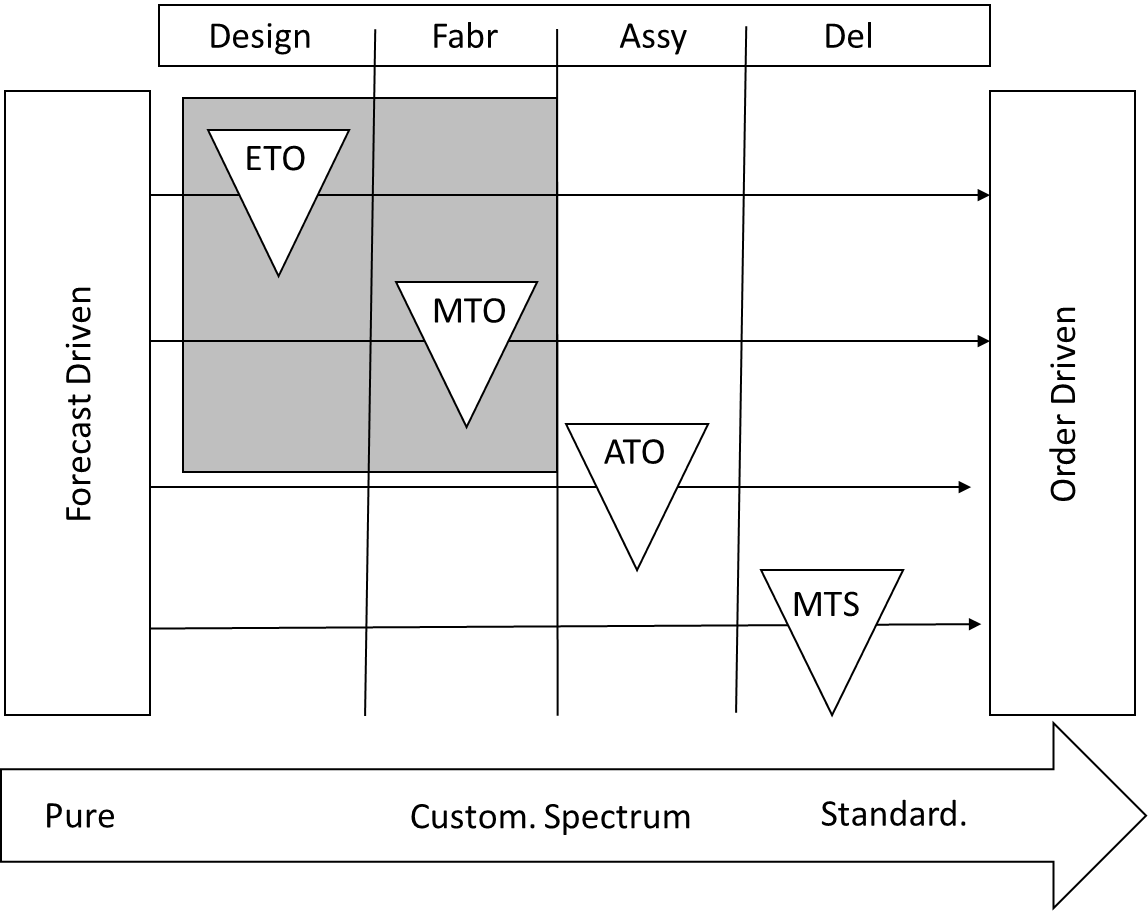 Design Fabr Assy Del
ETO
MTO
ATO
MTS
Forecast Driven
Order Driven
Pure Custom. Spectrum Standard.